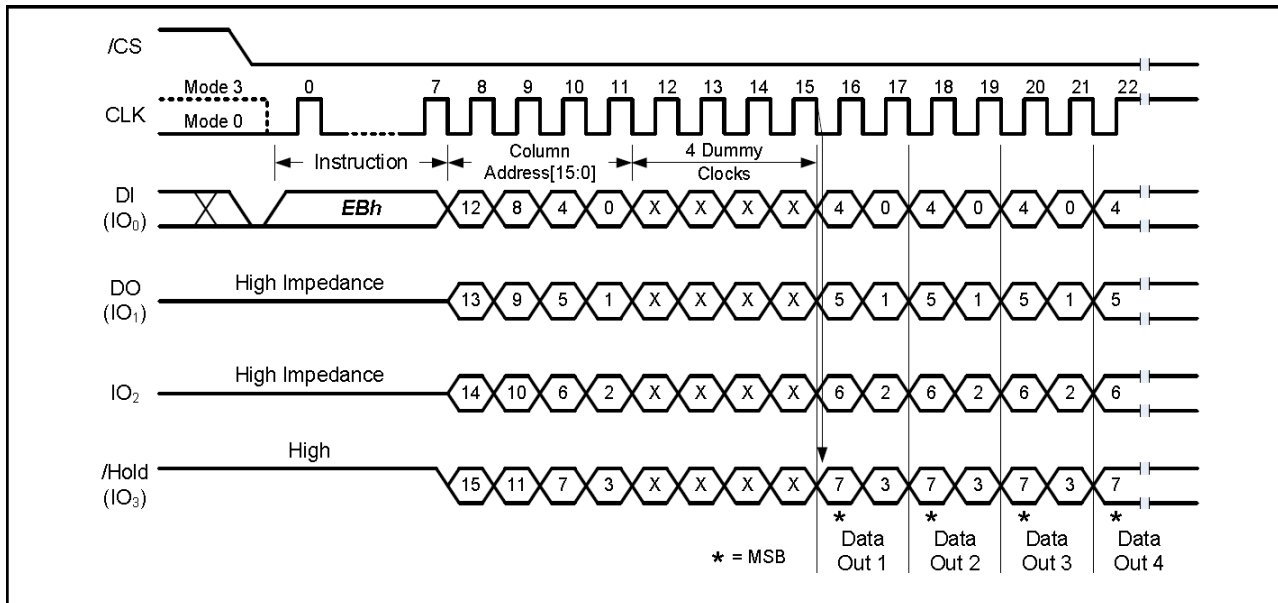 /CS
Mode 3 0 7 8 9 10 11 12 13 14 15 16 17 18 19 20 21 22
CLK
Mode 0
Instruction Column Address[15:0] 4 Dummy Clocks
DI (IO0) EBh 12 8 4 0 X X X X 4 0 4 0 4 0 4
High Impedance
DO (IO1) 13 9 5 1 X X X X 5 1 5 1 5 1 5
High Impedance
IO2 14 10 6 2 X X X X 6 2 6 2 6 2 6
High
/Hold (IO3) 15 11 7 3 X X X X 7 3 7 3 7 3 7
* * * *
* = MSB Data Out 1 Data Out 2 Data Out 3 Data Out 4